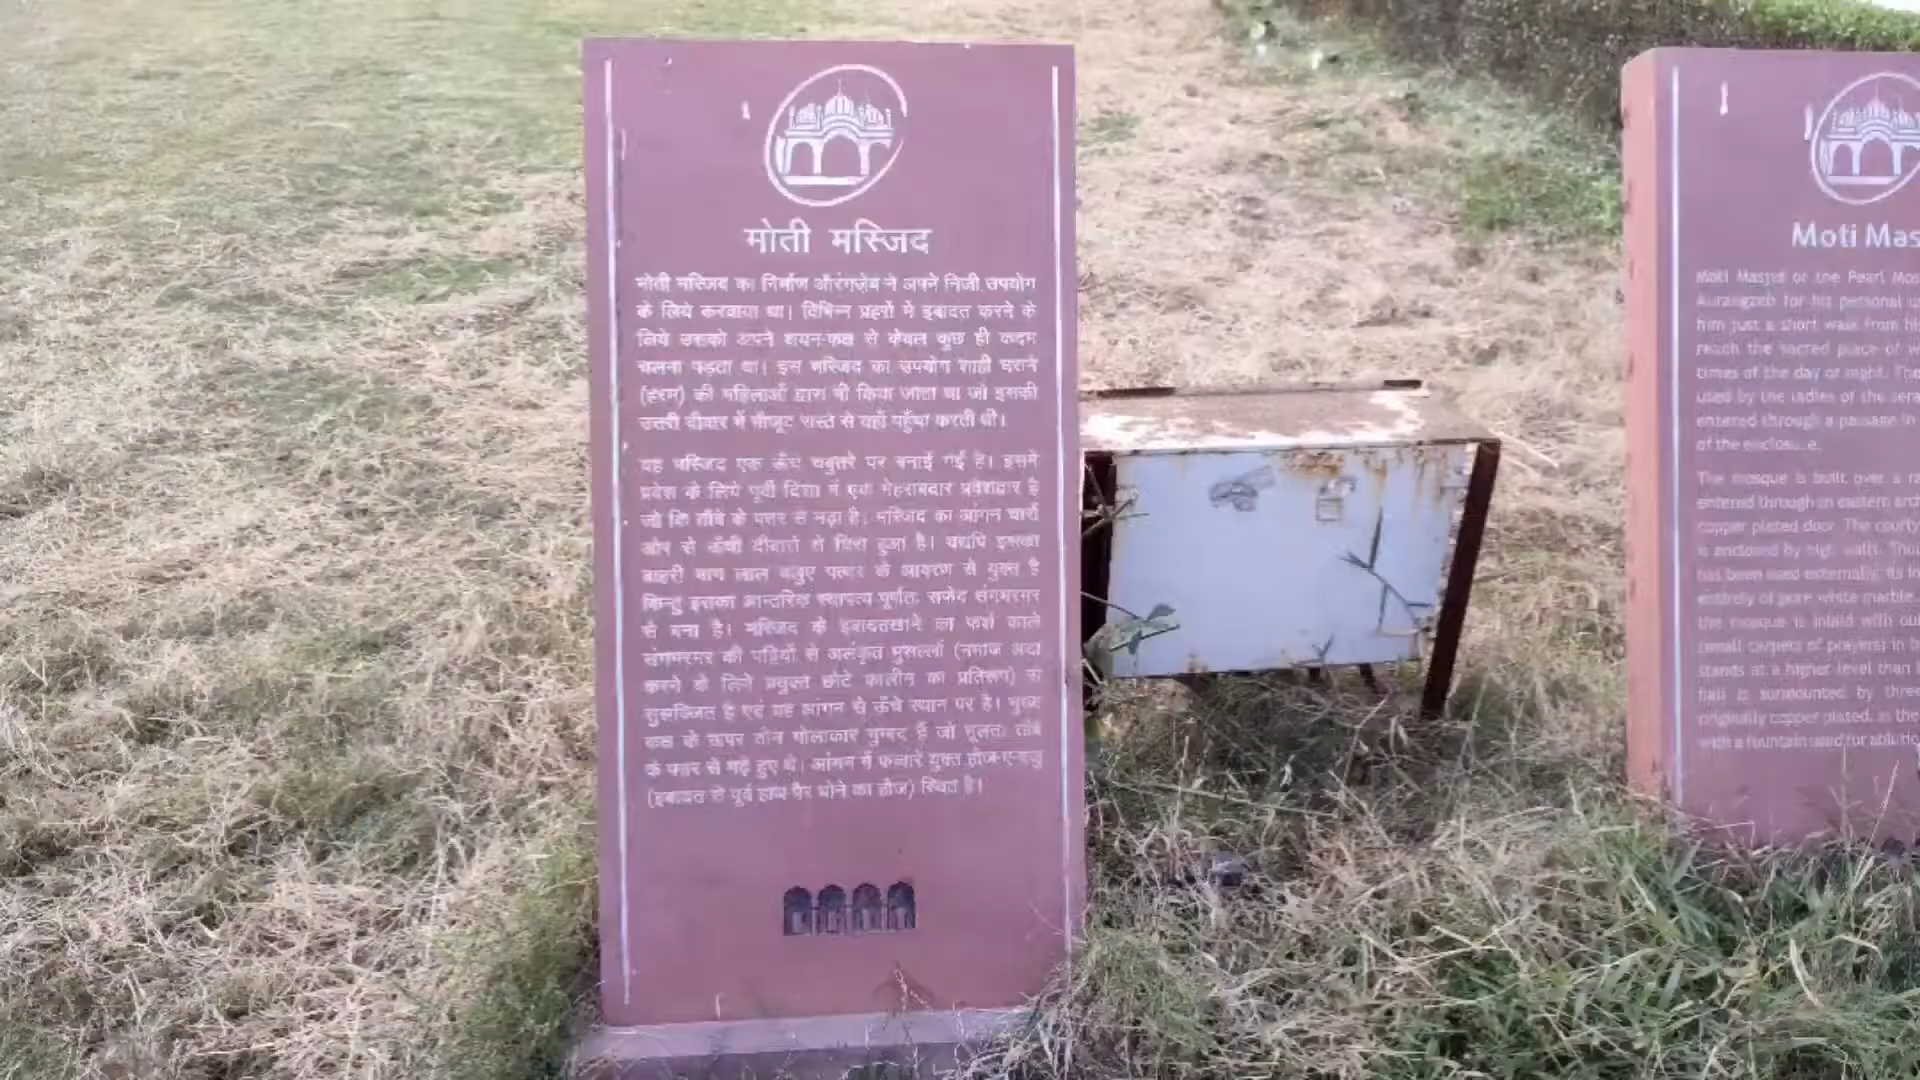 मोती मस्जिद
मोती मस्जिद का निर्माण औरंगज़ेब ने अपने निजी उपयोग
के लिये करवाया था। विभिन्न प्रहरों मे इबादत करने के
लिये उसको अपने शयन-कक्ष से केवल कुछ ही कदम
चलना पड़ता था। इस मस्जिद का उपयोग शाही घराने
(हरम) की महिलाओं द्वारा भी किया जाता था जो इसकी
उत्तरी दीवार में मौजूद रास्ते से यहाँ पहुँचा करती थी।
यह मस्जिद एक ऊँचे चबूतरे पर बनाई गई है। इसमें
प्रवेश के लिये पूर्वी दिशा में एक मेहराबदार प्रवेशद्वार है
जो कि ताँबे के पत्तर से मढ़ा है। मस्जिद का आंगन चारों
ओर से ऊँची दीवारों से घिरा हुआ है। यद्यपि इसका
बाहरी भाग लाल बलुए पत्थर के आवरण से युक्त है
किन्तु इसका आन्तरिक स्थापत्य पूर्णतः सफेद संगमरमर
से बना है। मस्जिद के इबादतखाने का फर्श काले
संगमरमर की पट्टियों से अलंकृत मुसल्लों (नमाज अदा
करने के लिये प्रयुक्त छोटे कालीन का प्रतिरूप) से
सुसज्जित है एवं यह आंगन से ऊँचे स्थान पर है। मुख्य
कक्ष के ऊपर तीन गोलाकार गुम्बद हैं जो मूलतः ताँबे
के पत्तर से मढ़े हुए थे। आंगन में फव्वारे युक्त हौज-ए-वजु
(इबादत से पूर्व हाथ पैर धोने का हौज) स्थित है।
Moti Mas
Moti Masjid or the Pearl Mos
Aurangzeb for his personal u
him just a short walk from hi
reach the sacred place of w
times of the day or night. The
used by the ladies of the sera
entered through a passage in
of the enclosure.
The mosque is built over a ra
entered through an eastern arc
copper plated door. The courty
is enclosed by high walls. Thou
has been used externally, its in
entirely of pure white marble.
the mosque is inlaid with ou
(small carpets of prayers) in b
stands at a higher level than
hall is surmounted by three
originally copper plated. In the
with a fountain used for ablutio